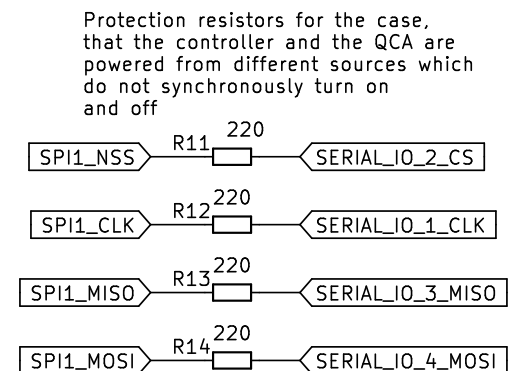 Protection resistors for the case,
that the controller and the QCA are
powered from different sources which
do not synchronously turn on
and off
220
SPI1_NSS R11 SERIAL_IO_2_CS
220
SPI1_CLK R12 SERIAL_IO_1_CLK
220
SPI1_MISO R13 SERIAL_IO_3_MISO
220
SPI1_MOSI R14 SERIAL_IO_4_MOSI